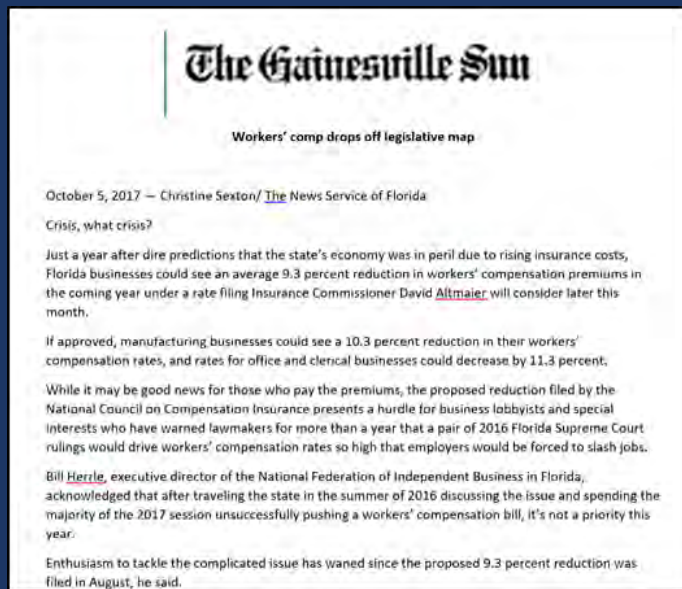 The Gainesville Sun
Workers' comp drops off legislative map
October 5, 2017 — Christine Sexton/ The News Service of Florida
Crisis, what crisis?
Just a year after dire predictions that the state's economy was in peril due to rising insurance costs,
Florida businesses could see an average 9.3 percent reduction in workers' compensation premiums in
the coming year under a rate filing Insurance Commissioner David Altmaier will consider later this
month.
If approved, manufacturing businesses could see a 10.3 percent reduction in their workers'
compensation rates, and rates for office and clerical businesses could decrease by 11.3 percent.
While it may be good news for those who pay the premiums, the proposed reduction filed by the
National Council on Compensation Insurance presents a hurdle for business lobbyists and special
interests who have warned lawmakers for more than a year that a pair of 2016 Florida Supreme Court
rulings would drive workers' compensation rates so high that employers would be forced to slash jobs.
Bill Herrle, executive director of the National Federation of Independent Business in Florida,
acknowledged that after traveling the state in the summer of 2016 discussing the issue and spending the
majority of the 2017 session unsuccessfully pushing a workers' compensation bill, it's not a priority this
year.
Enthusiasm to tackle the complicated issue has waned since the proposed 9.3 percent reduction was
filed in August, he said.